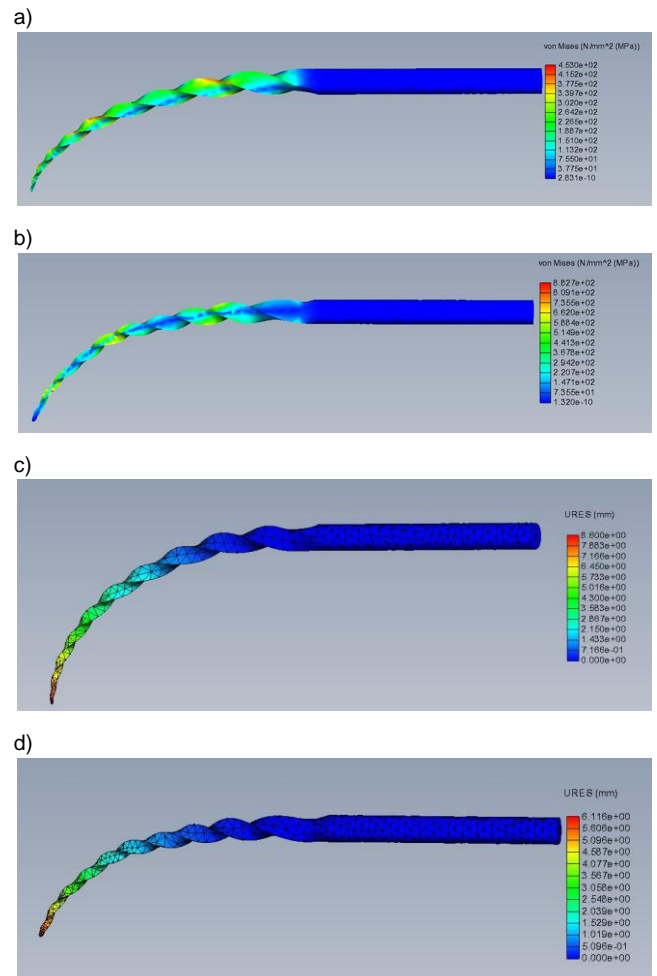 a)
von Mises (N/mm^2 (MPa))
4.530e+02
4.152e+02
3.775e+02
3.397e+02
3.020e+02
2.642e+02
2.265e+02
1.887e+02
1.510e+02
1.132e+02
7.550e+01
3.775e+01
2.831e-10
b)
von Mises (N/mm^2 (MPa))
8.827e+02
8.091e+02
7.355e+02
6.620e+02
5.884e+02
5.149e+02
4.413e+02
3.678e+02
2.942e+02
2.207e+02
1.471e+02
7.355e+01
1.320e-10
c)
URES (mm)
8.600e+00
7.883e+00
7.166e+00
6.450e+00
5.733e+00
5.016e+00
4.300e+00
3.583e+00
2.867e+00
2.150e+00
1.433e+00
7.166e-01
0.000e+00
d)
URES (mm)
6.116e+00
5.606e+00
5.096e+00
4.587e+00
4.077e+00
3.567e+00
3.058e+00
2.548e+00
2.039e+00
1.529e+00
1.019e+00
5.096e-01
0.000e+00